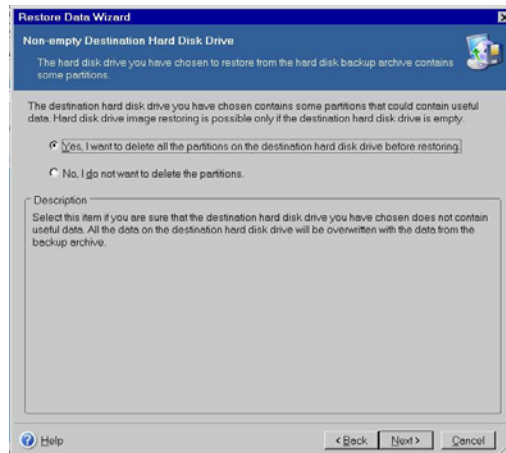 Restore Data Wizard
Non-empty Destination Hard Disk Drive
The hard disk drive you have chosen to restore from the hard disk backup archive contains
some partitions.
The destination hard disk drive you have chosen contains some partitions that could contain useful
data. Hard disk drive image restoring is possible only if the destination hard disk drive is empty.
Yes, I want to delete all the partitions on the destination hard disk drive before restoring.
No, I do not want to delete the partitions.
Description
Select this item if you are sure that the destination hard disk drive you have chosen does not contain
useful data. All the data on the destination hard disk drive will be overwritten with the data from the
backup archive.
Help
< Back
Next >
Cancel